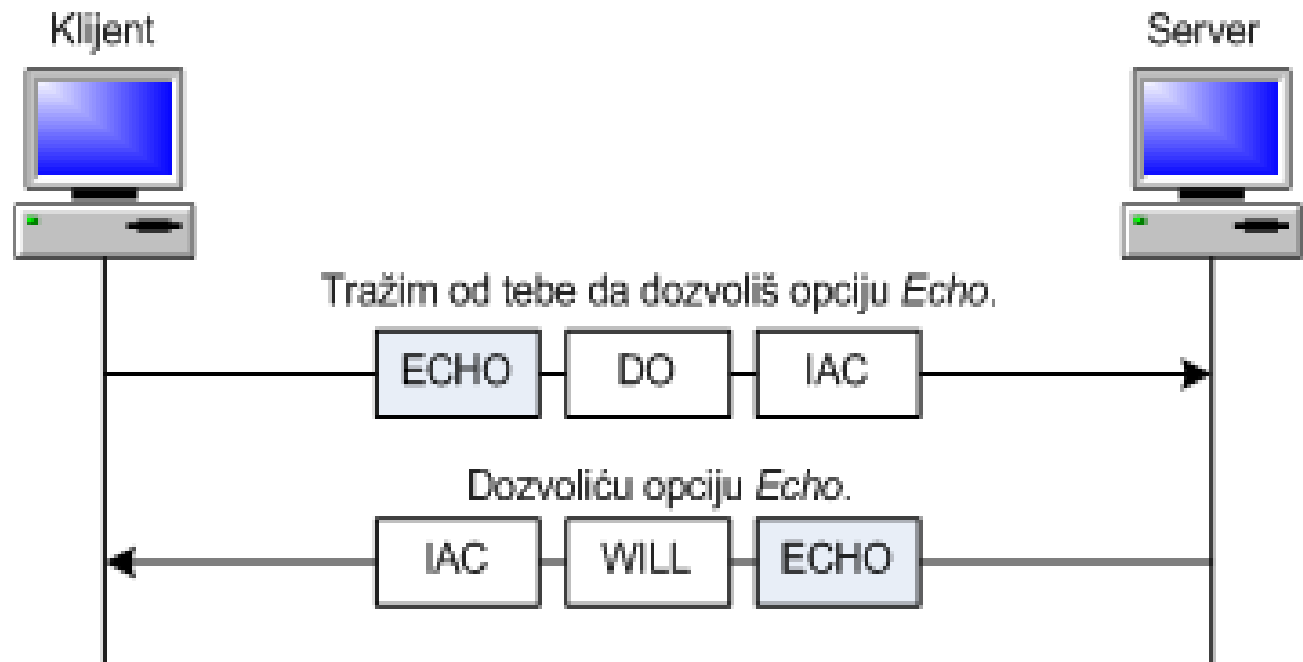 Klijent
Server
Tražim od tebe da dozvoliš opciju Echo.
ECHO DO IAC
Dozvoliću opciju Echo.
IAC WILL ECHO